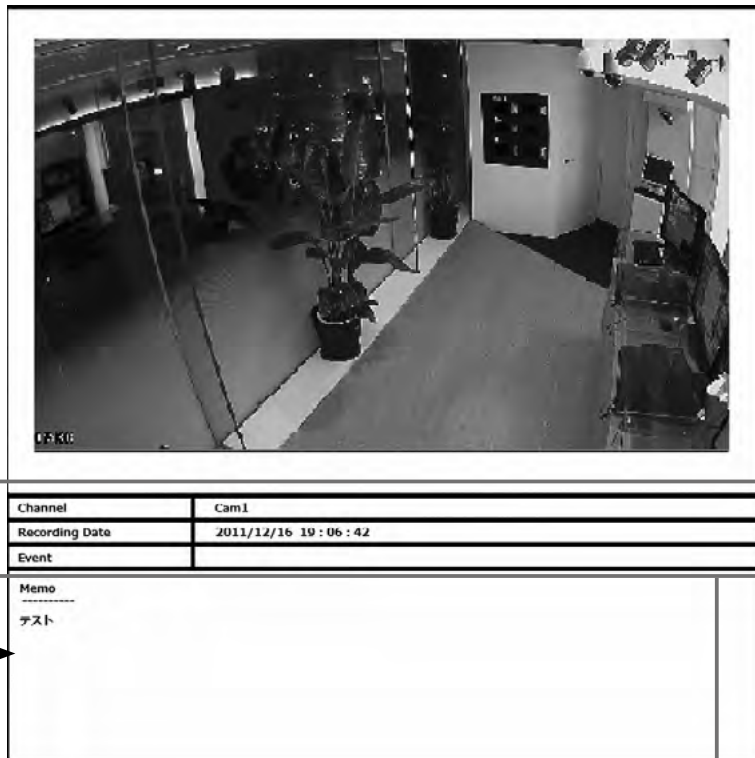 Channel Cam1
Recording Date 2011/12/16 19 : 06 : 42
Event
Memo
----------
テスト